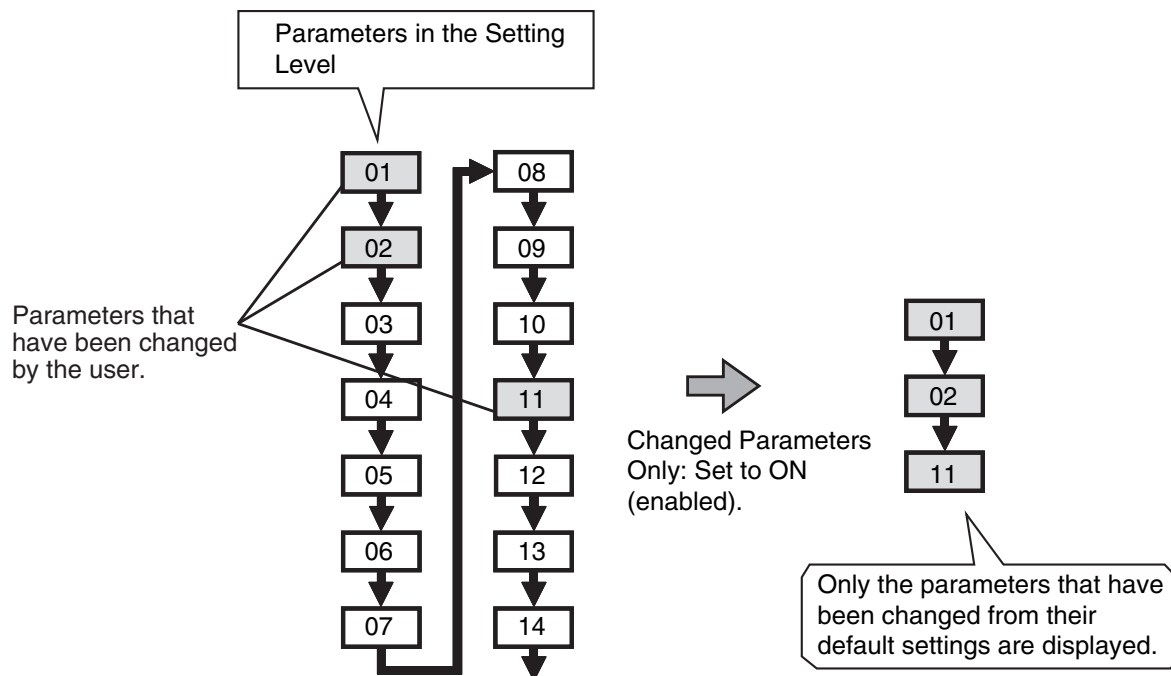 Parameters in the Setting
Level
01
02
03
04
05
06
07
08
09
10
11
12
13
14
Parameters that
have been changed
by the user.
Changed Parameters
Only: Set to ON
(enabled).
01
02
11
Only the parameters that have
been changed from their
default settings are displayed.